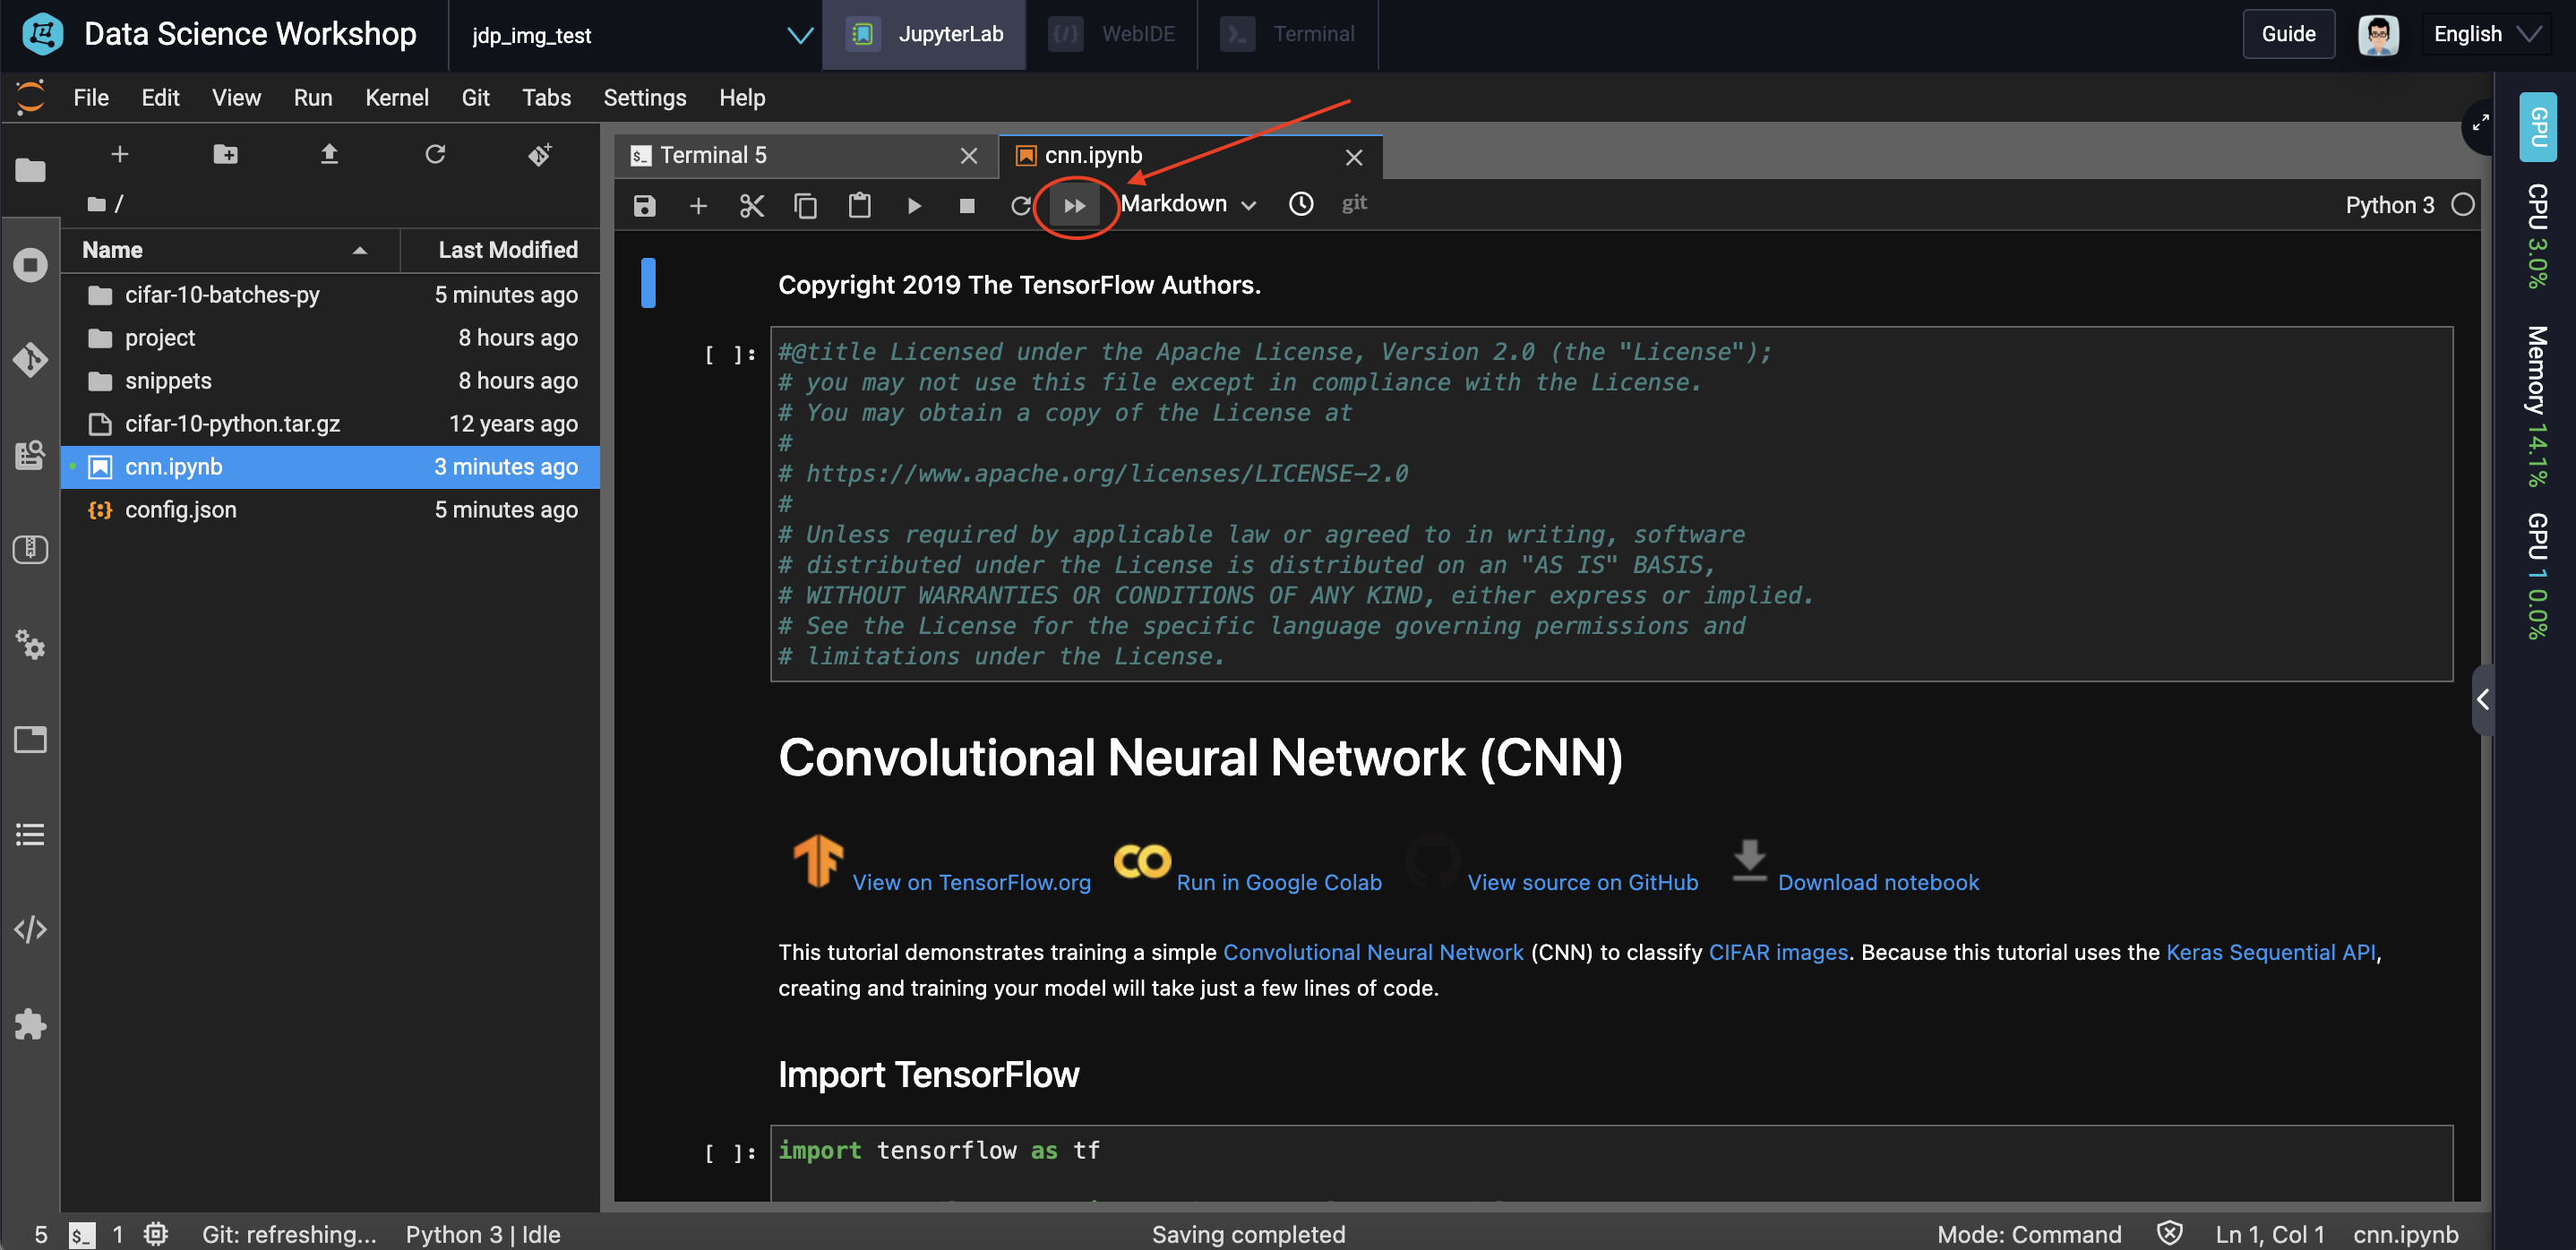 Data Science Workshop
jdp_img_test
JupyterLab
WebIDE
Terminal
Guide
English
File Edit View Run Kernel Git Tabs Settings Help
Terminal 5
cnn.ipynb
/
Markdown
git
Python 3
Name
Last Modified
cifar-10-batches-py 5 minutes ago
project 8 hours ago
snippets 8 hours ago
cifar-10-python.tar.gz 12 years ago
cnn.ipynb 3 minutes ago
config.json 5 minutes ago
Copyright 2019 The TensorFlow Authors.
[ ]: #@title Licensed under the Apache License, Version 2.0 (the "License");
# you may not use this file except in compliance with the License.
# You may obtain a copy of the License at
#
# https://www.apache.org/licenses/LICENSE-2.0
#
# Unless required by applicable law or agreed to in writing, software
# distributed under the License is distributed on an "AS IS" BASIS,
# WITHOUT WARRANTIES OR CONDITIONS OF ANY KIND, either express or implied.
# See the License for the specific language governing permissions and
# limitations under the License.
Convolutional Neural Network (CNN)
View on TensorFlow.org Run in Google Colab View source on GitHub Download notebook
This tutorial demonstrates training a simple Convolutional Neural Network (CNN) to classify CIFAR images. Because this tutorial uses the Keras Sequential API,
creating and training your model will take just a few lines of code.
Import TensorFlow
[ ]: import tensorflow as tf
GPU
CPU 3.0%
Memory 14.1%
GPU 1 0.0%
5 $_ 1 Git: refreshing... Python 3 | Idle Saving completed Mode: Command Ln 1, Col 1 cnn.ipynb